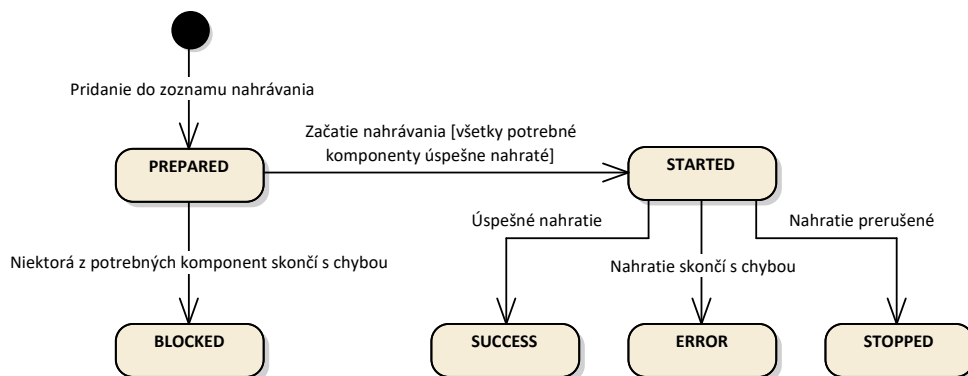 Pridanie do zoznamu nahrávania
Začatie nahrávania [všetky potrebné
komponenty úspešne nahraté]
PREPARED
STARTED
Úspešné nahratie
Nahratie prerušené
Niektorá z potrebných komponent skončí s chybou
Nahratie skončí s chybou
BLOCKED
SUCCESS
ERROR
STOPPED